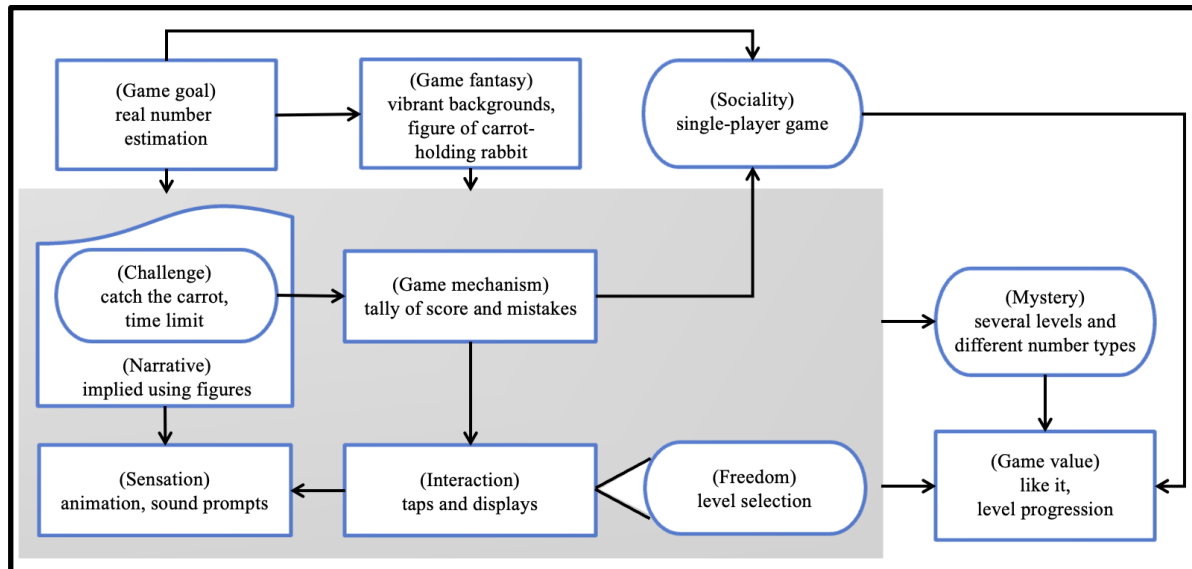 (Game goal)
real number
estimation
(Game fantasy)
vibrant backgrounds,
figure of carrot-
holding rabbit
(Sociality)
single-player game
(Challenge)
catch the carrot,
time limit
(Narrative)
implied using figures
(Game mechanism)
tally of score and mistakes
(Mystery)
several levels and
different number types
(Sensation)
animation, sound prompts
(Interaction)
taps and displays
(Freedom)
level selection
(Game value)
like it,
level progression